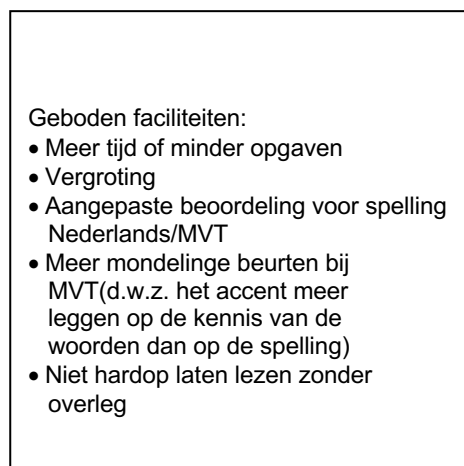 Geboden faciliteiten:
• Meer tijd of minder opgaven
• Vergroting
• Aangepaste beoordeling voor spelling
Nederlands/MVT
• Meer mondelinge beurten bij
MVT(d.w.z. het accent meer
leggen op de kennis van de
woorden dan op de spelling)
• Niet hardop laten lezen zonder
overleg